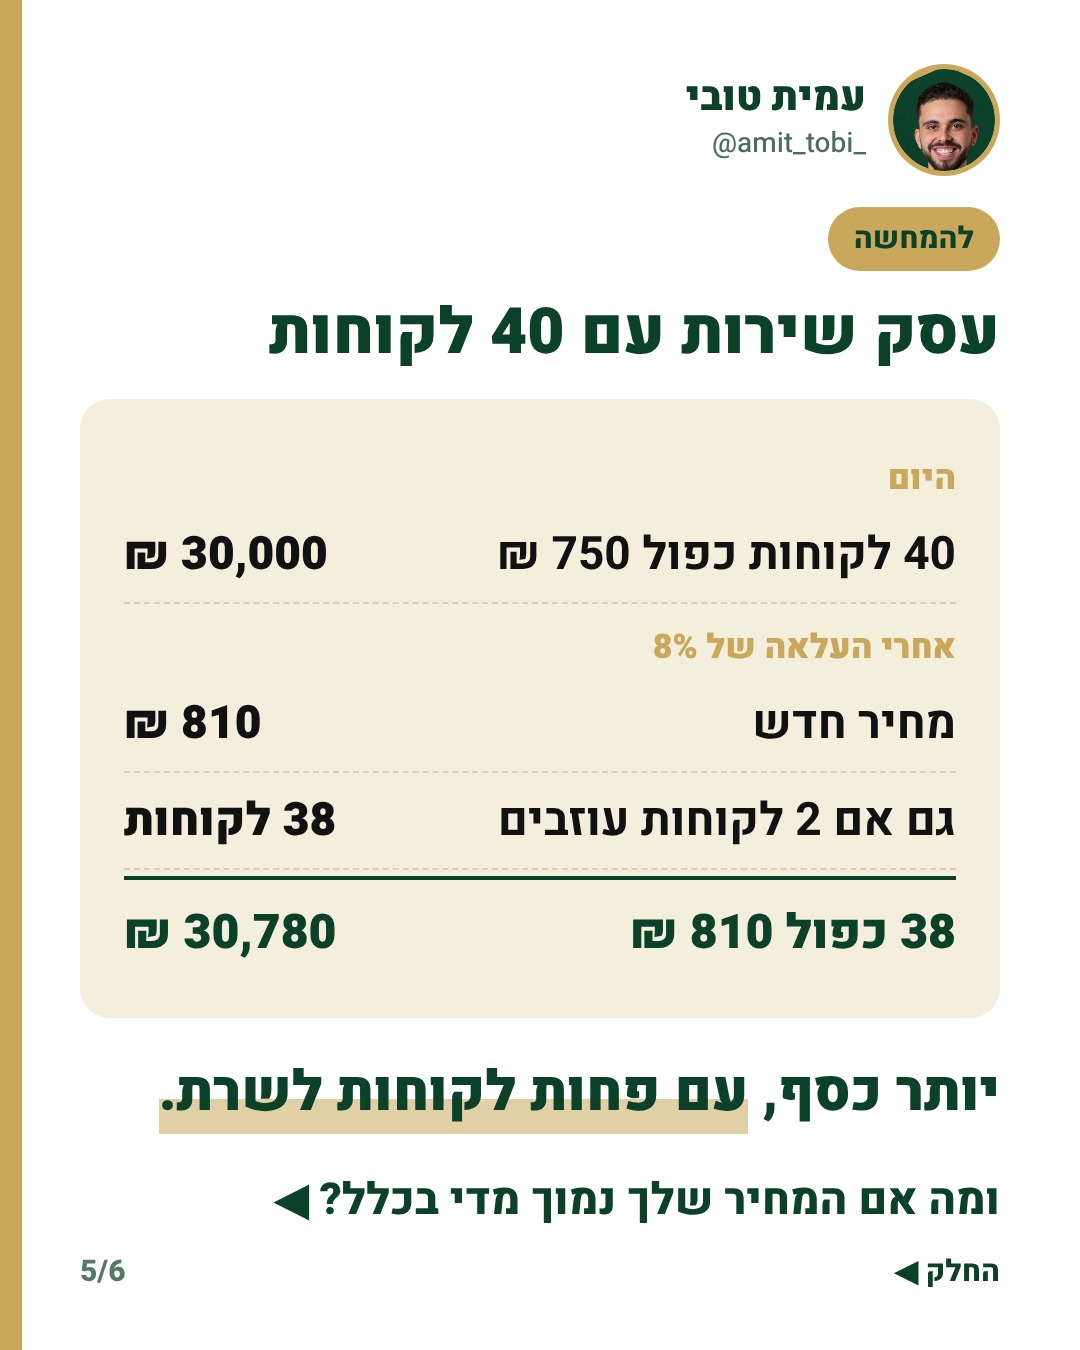 עמית טובי
@amit_tobi_
להמחשה
עסק שירות עם 40 לקוחות
היום
40 לקוחות כפול 750 ₪ 30,000 ₪
אחרי העלאה של 8%
מחיר חדש 810 ₪
גם אם 2 לקוחות עוזבים 38 לקוחות
38 כפול 810 ₪ 30,780 ₪
יותר כסף, עם פחות לקוחות לשרת.
ומה אם המחיר שלך נמוך מדי בכלל? ◀
החלק ◀ 5/6